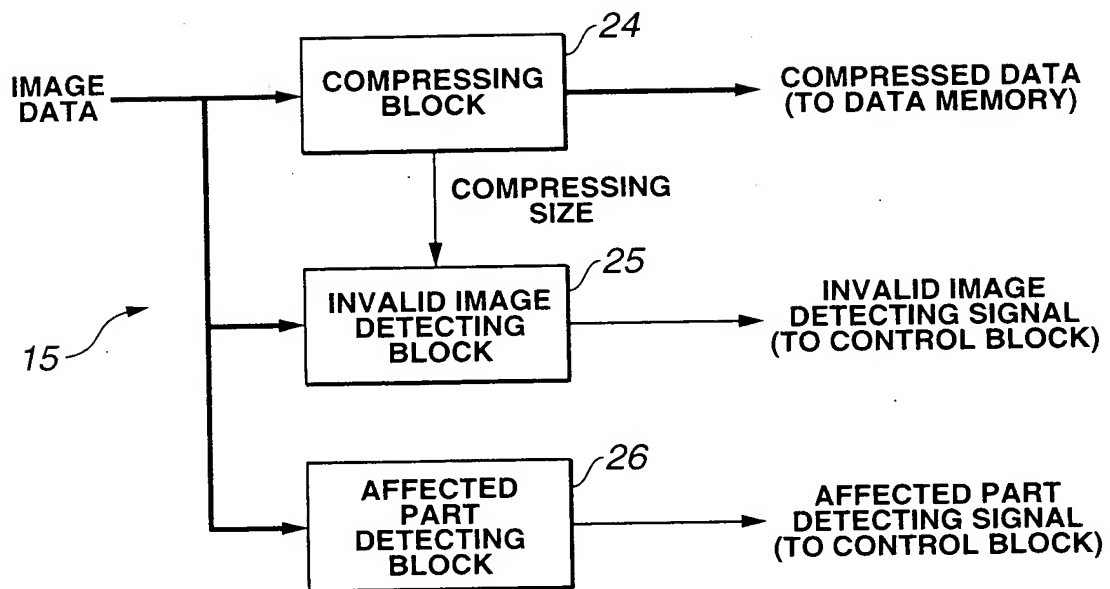 24
IMAGE
DATA
COMPRESSING
BLOCK
COMPRESSED DATA
(TO DATA MEMORY)
COMPRESSING
SIZE
25
15
INVALID IMAGE
DETECTING
BLOCK
INVALID IMAGE
DETECTING SIGNAL
(TO CONTROL BLOCK)
26
AFFECTED
PART
DETECTING
BLOCK
AFFECTED PART
DETECTING SIGNAL
(TO CONTROL BLOCK)